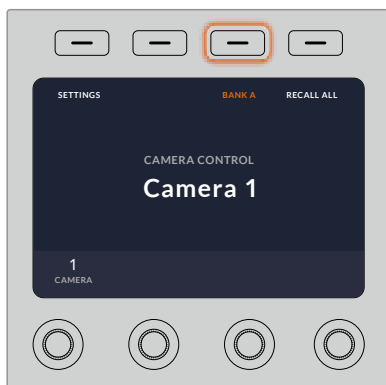 SETTINGS BANK A RECALL ALL
CAMERA CONTROL
Camera 1
1
CAMERA